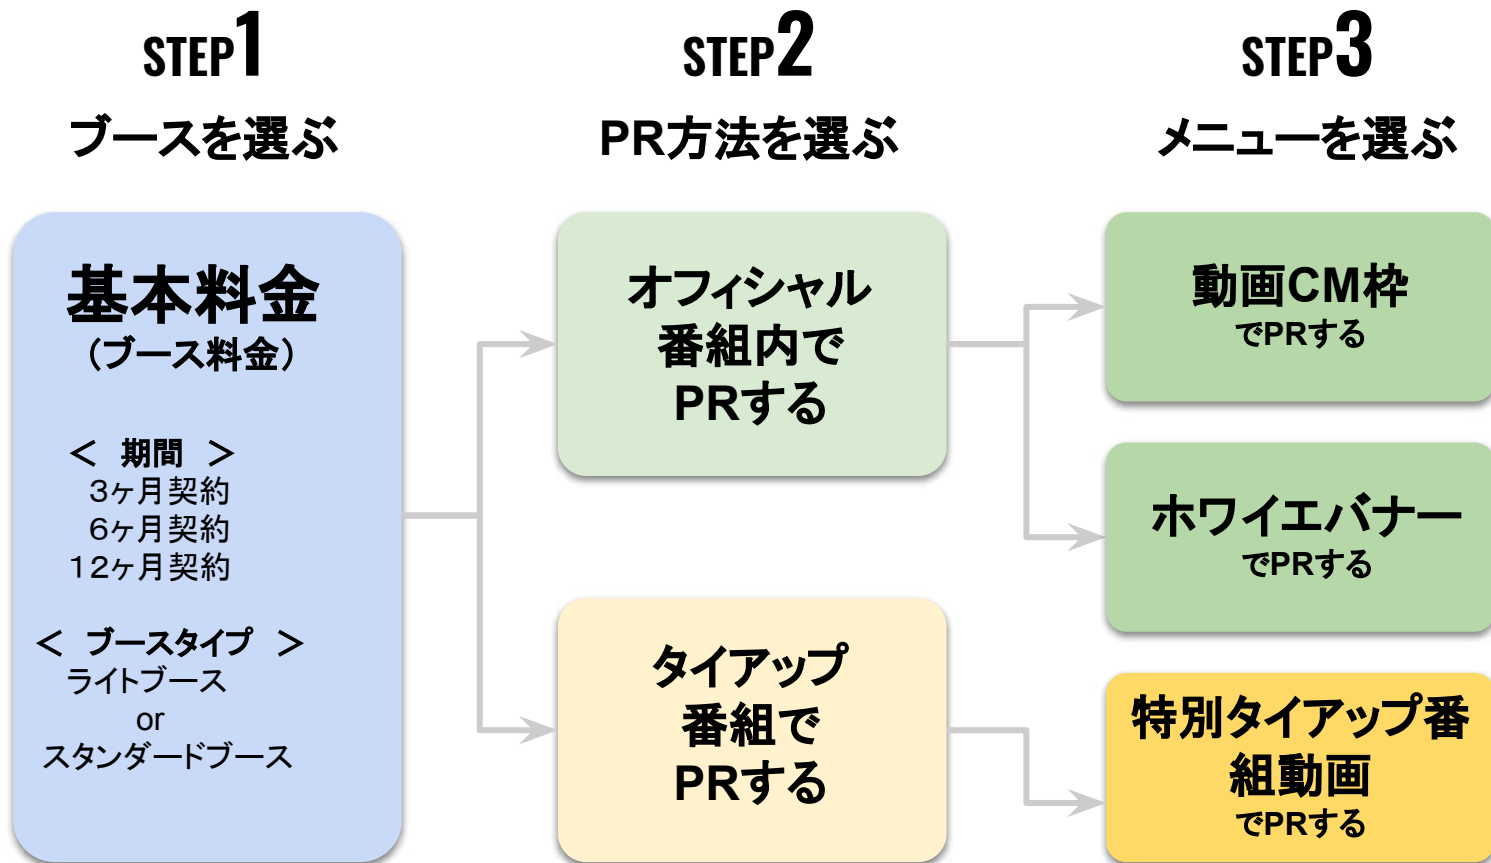 STEP1
ブースを選ぶ
基本料金
（ブース料金）
＜ 期間 ＞
３ヶ月契約
６ヶ月契約
１２ヶ月契約
＜ ブースタイプ ＞
ライトブース
or
スタンダードブース
STEP2
PR方法を選ぶ
オフィシャル
番組内で
PRする
タイアップ
番組で
PRする
STEP3
メニューを選ぶ
動画CM枠
でPRする
ホワイエバナー
でPRする
特別タイアップ番
組動画
でPRする